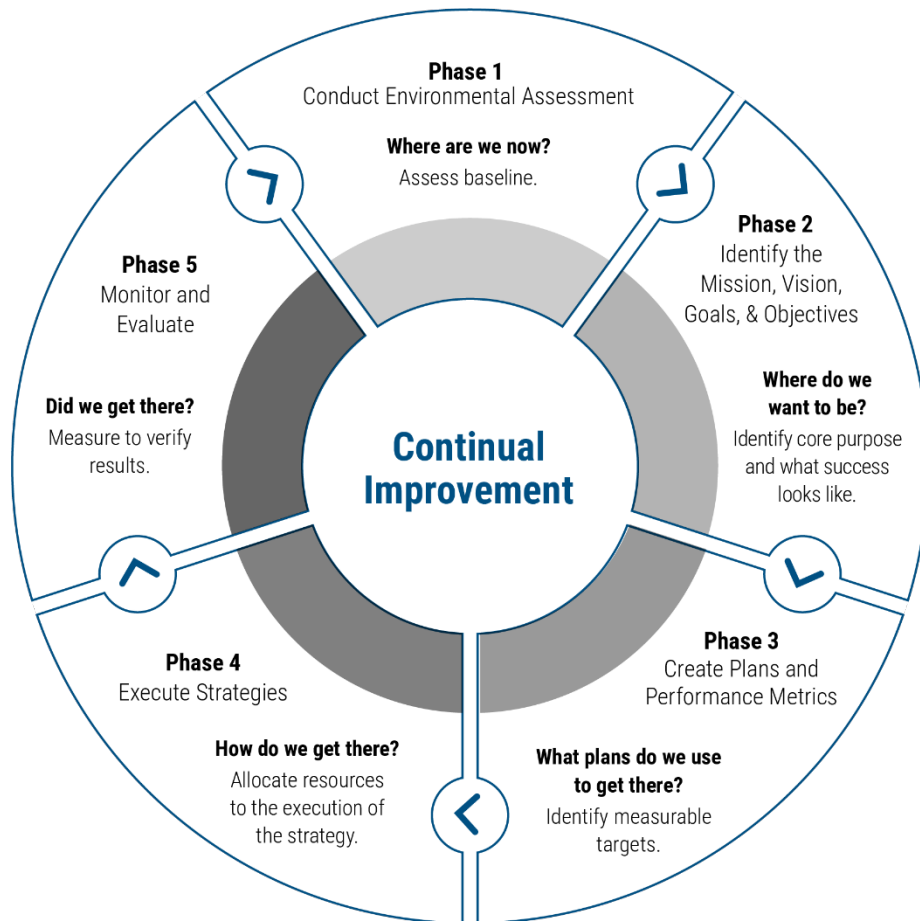 Phase 1
Conduct Environmental Assessment
Where are we now?
Assess baseline.
Phase 2
Identify the
Mission, Vision,
Goals, & Objectives
Where do we
want to be?
Identify core purpose
and what success
looks like.
Phase 3
Create Plans and
Performance Metrics
What plans do we use
to get there?
Identify measurable
targets.
Phase 4
Execute Strategies
How do we get there?
Allocate resources
to the execution of
the strategy.
Phase 5
Monitor and
Evaluate
Did we get there?
Measure to verify
results.
Continual
Improvement